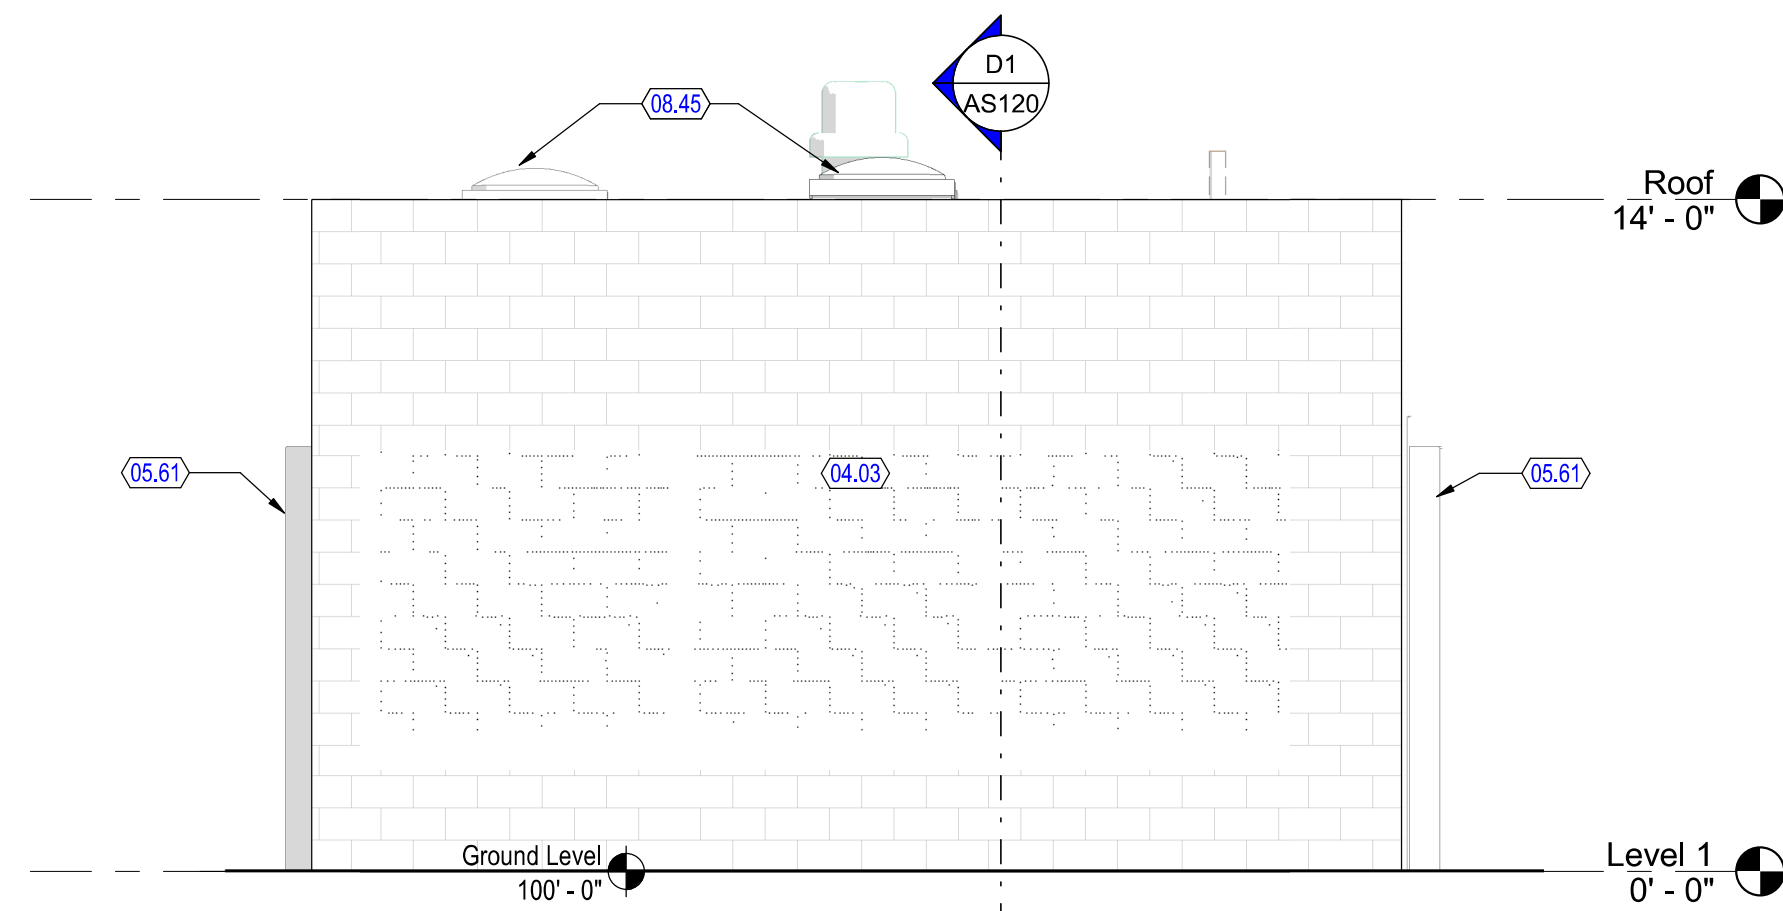 D1
AS120
08.45
Roof
14' - 0"
05.61
04.03
05.61
Ground Level
100' - 0"
Level 1
0' - 0"